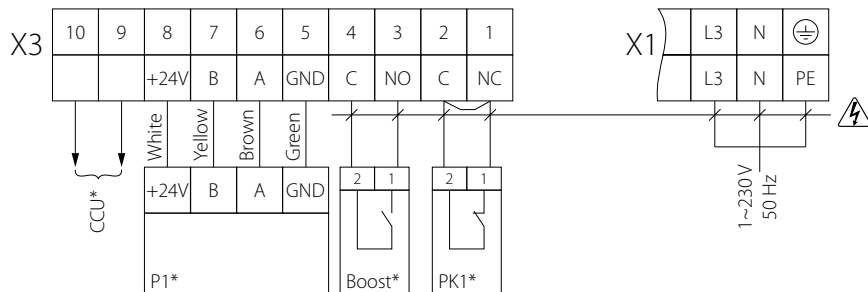 X3 10 9 8 7 6 5 4 3 2 1
+24V B A GND C NO C NC
X1 L3 N
L3 N PE
White
Yellow
Brown
Green
CCU*
+24V B A GND
P1*
2 1
Boost*
2 1
PK1*
1~230 V
50 Hz